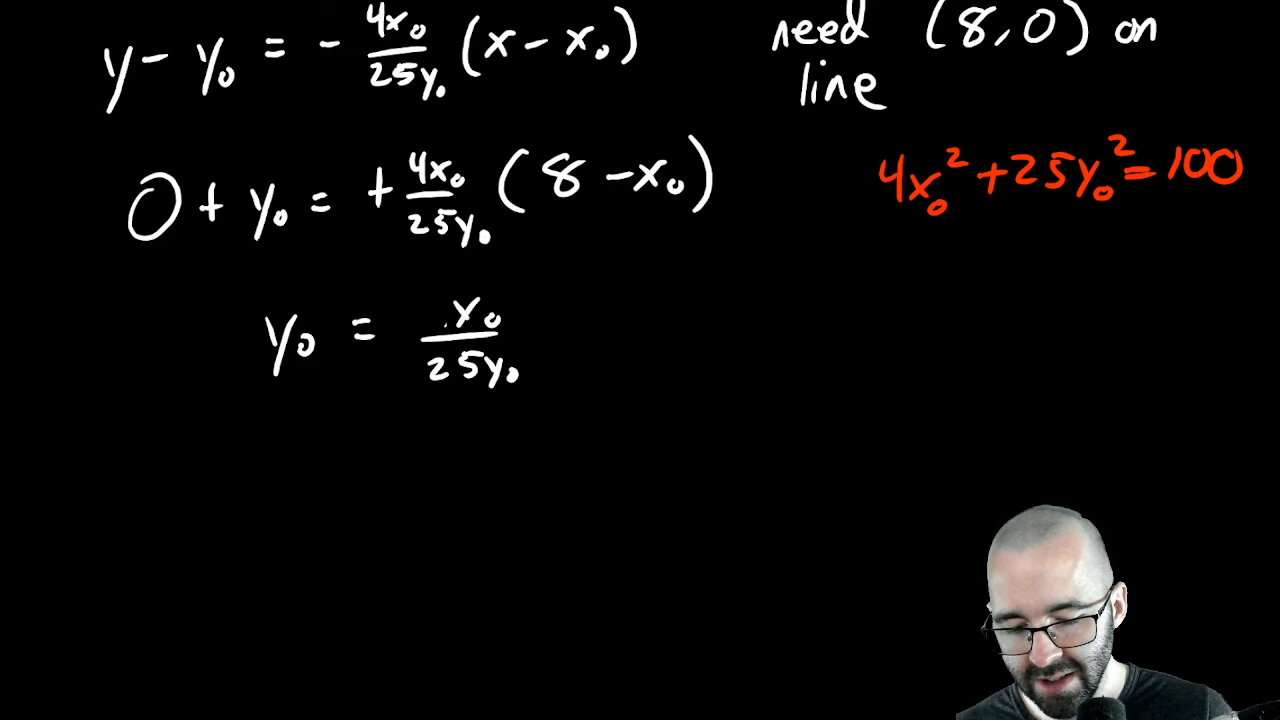 y - y₀ = - 4x₀/25y₀ (x - x₀)
need (8,0) on
line
4x₀² + 25y₀² = 100
0 + y₀ = + 4x₀/25y₀ (8 - x₀)
y₀ = x₀/25y₀